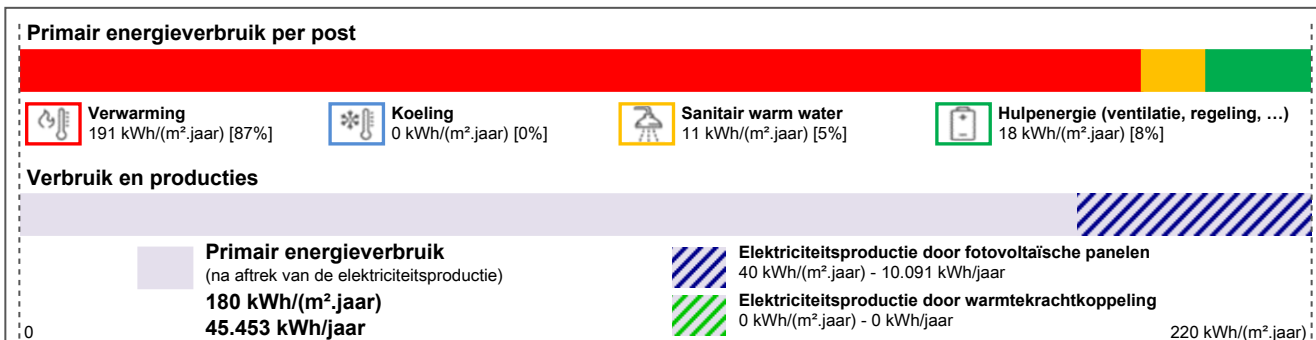 Primair energieverbruik per post
Verwarming
191 kWh/(m².jaar) [87%]
Koeling
0 kWh/(m².jaar) [0%]
Sanitair warm water
11 kWh/(m².jaar) [5%]
Hulpenergie (ventilatie, regeling, …)
18 kWh/(m².jaar) [8%]
Verbruik en producties
Primair energieverbruik
(na aftrek van de elektriciteitsproductie)
180 kWh/(m².jaar)
45.453 kWh/jaar
Elektriciteitsproductie door fotovoltaïsche panelen
40 kWh/(m².jaar) - 10.091 kWh/jaar
Elektriciteitsproductie door warmtekrachtkoppeling
0 kWh/(m².jaar) - 0 kWh/jaar
0
220 kWh/(m².jaar)